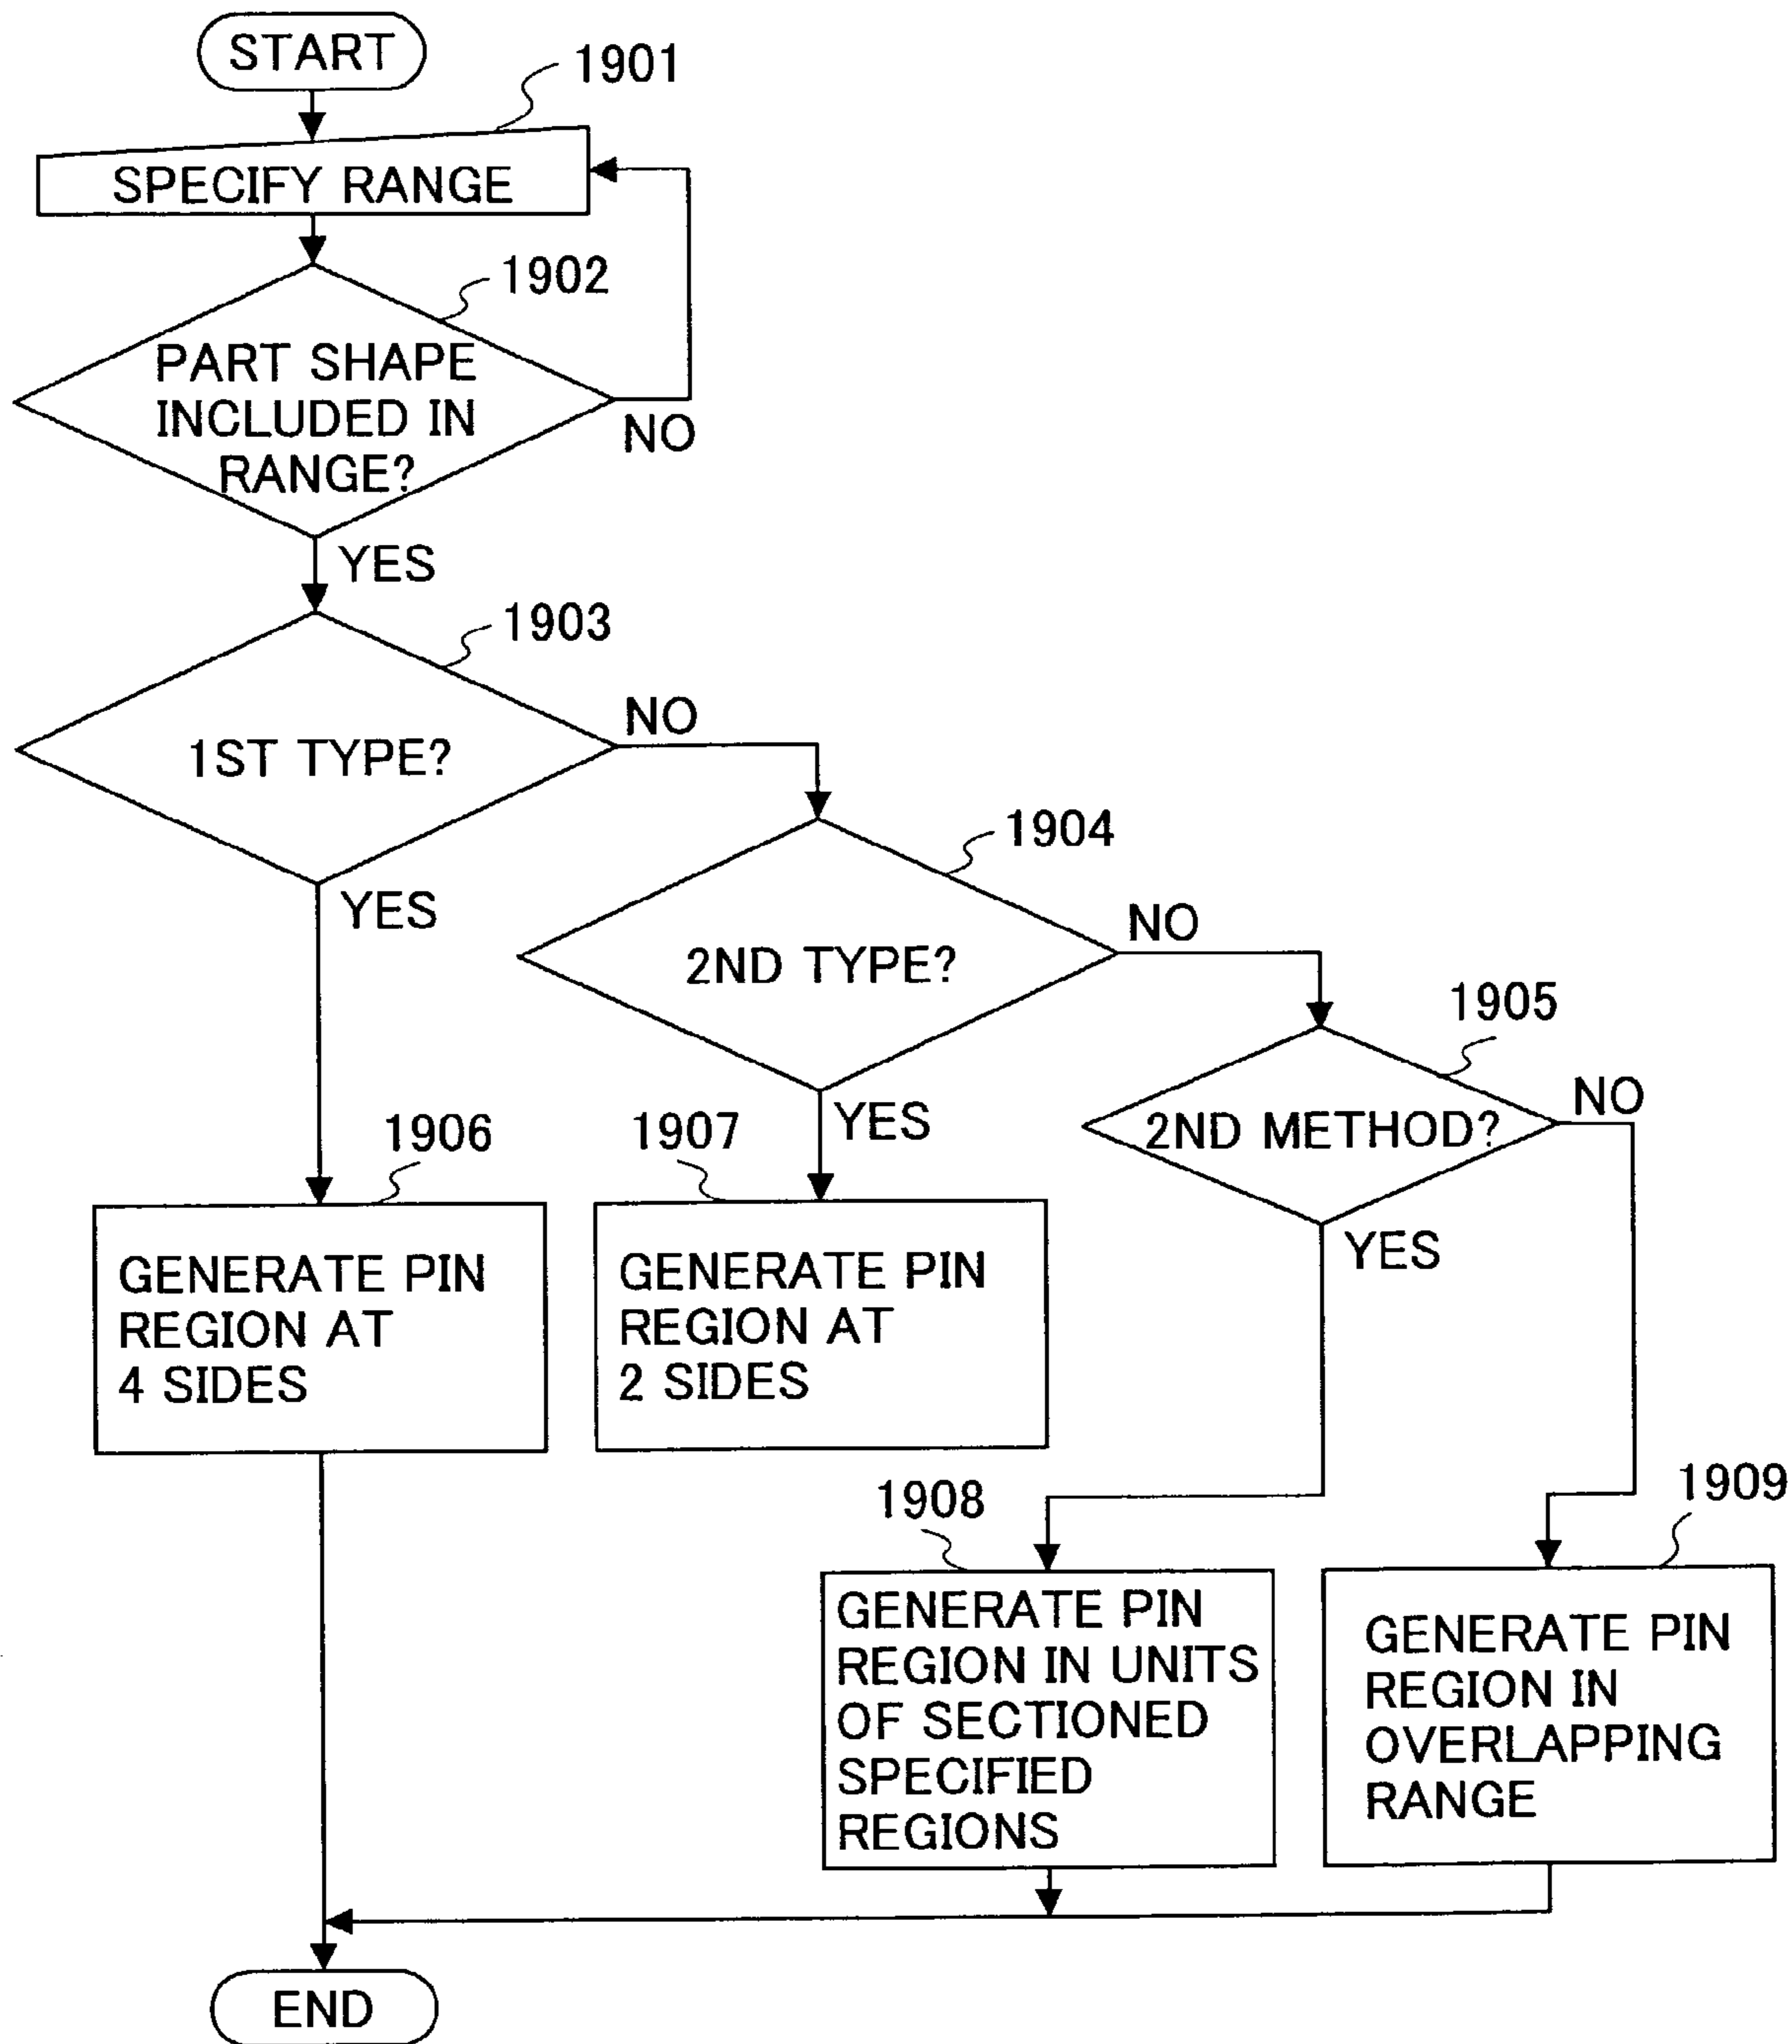 START
1901
SPECIFY RANGE
1902
PART SHAPE
INCLUDED IN
RANGE?
NO
YES
1903
1ST TYPE?
NO
YES
1904
2ND TYPE?
NO
YES
1905
2ND METHOD?
NO
YES
1906
GENERATE PIN
REGION AT
4 SIDES
1907
GENERATE PIN
REGION AT
2 SIDES
1908
GENERATE PIN
REGION IN UNITS
OF SECTIONED
SPECIFIED
REGIONS
1909
GENERATE PIN
REGION IN
OVERLAPPING
RANGE
END